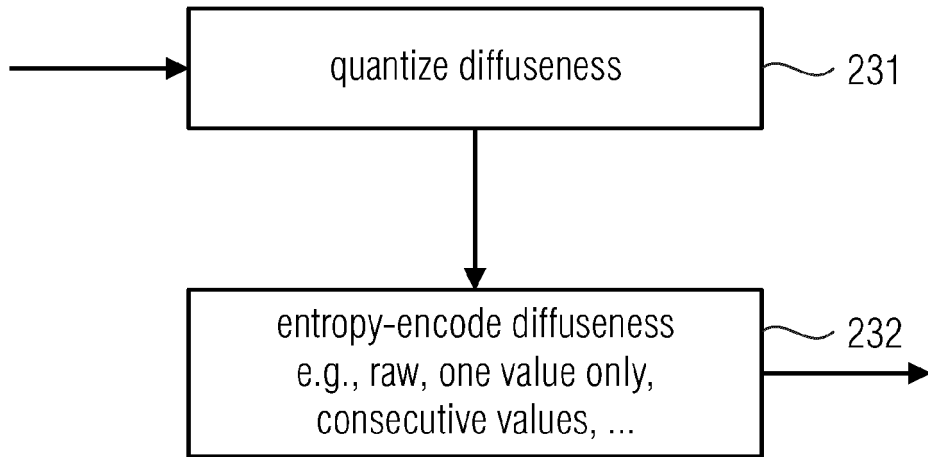 quantize diffuseness
231
entropy-encode diffuseness
232
e.g., raw, one value only,
consecutive values, ...